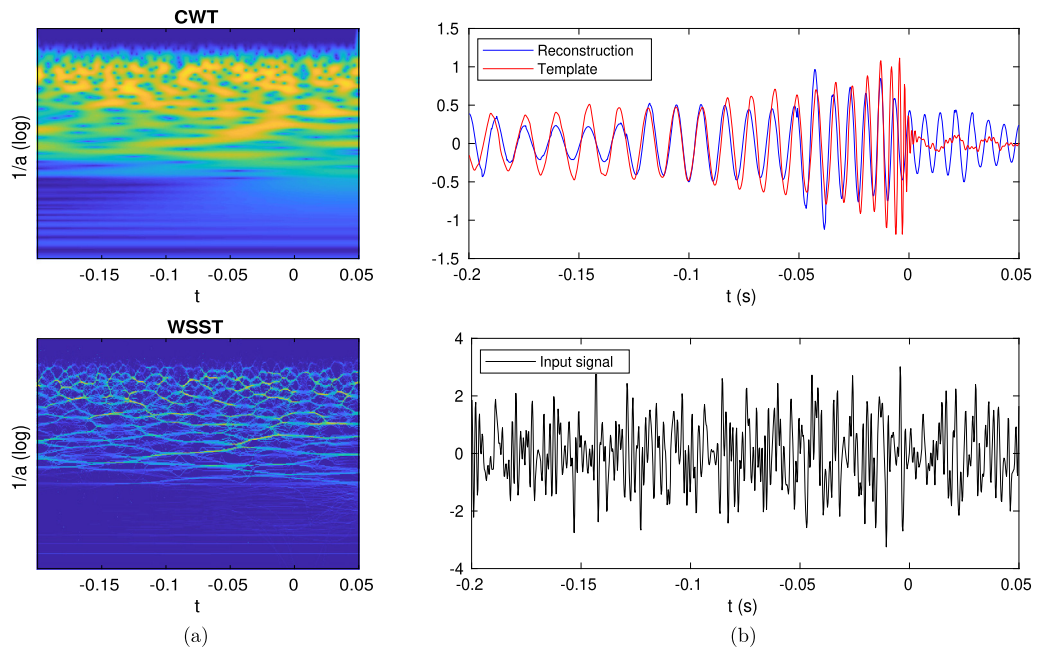 CWT
1/a (log)
-0.15 -0.1 -0.05 0 0.05
t
WSST
1/a (log)
-0.15 -0.1 -0.05 0 0.05
t
(a)
1.5
1
0.5
0
-0.5
-1
-1.5
Reconstruction
Template
-0.2 -0.15 -0.1 -0.05 0 0.05
t (s)
4
2
0
-2
-4
Input signal
-0.2 -0.15 -0.1 -0.05 0 0.05
t (s)
(b)